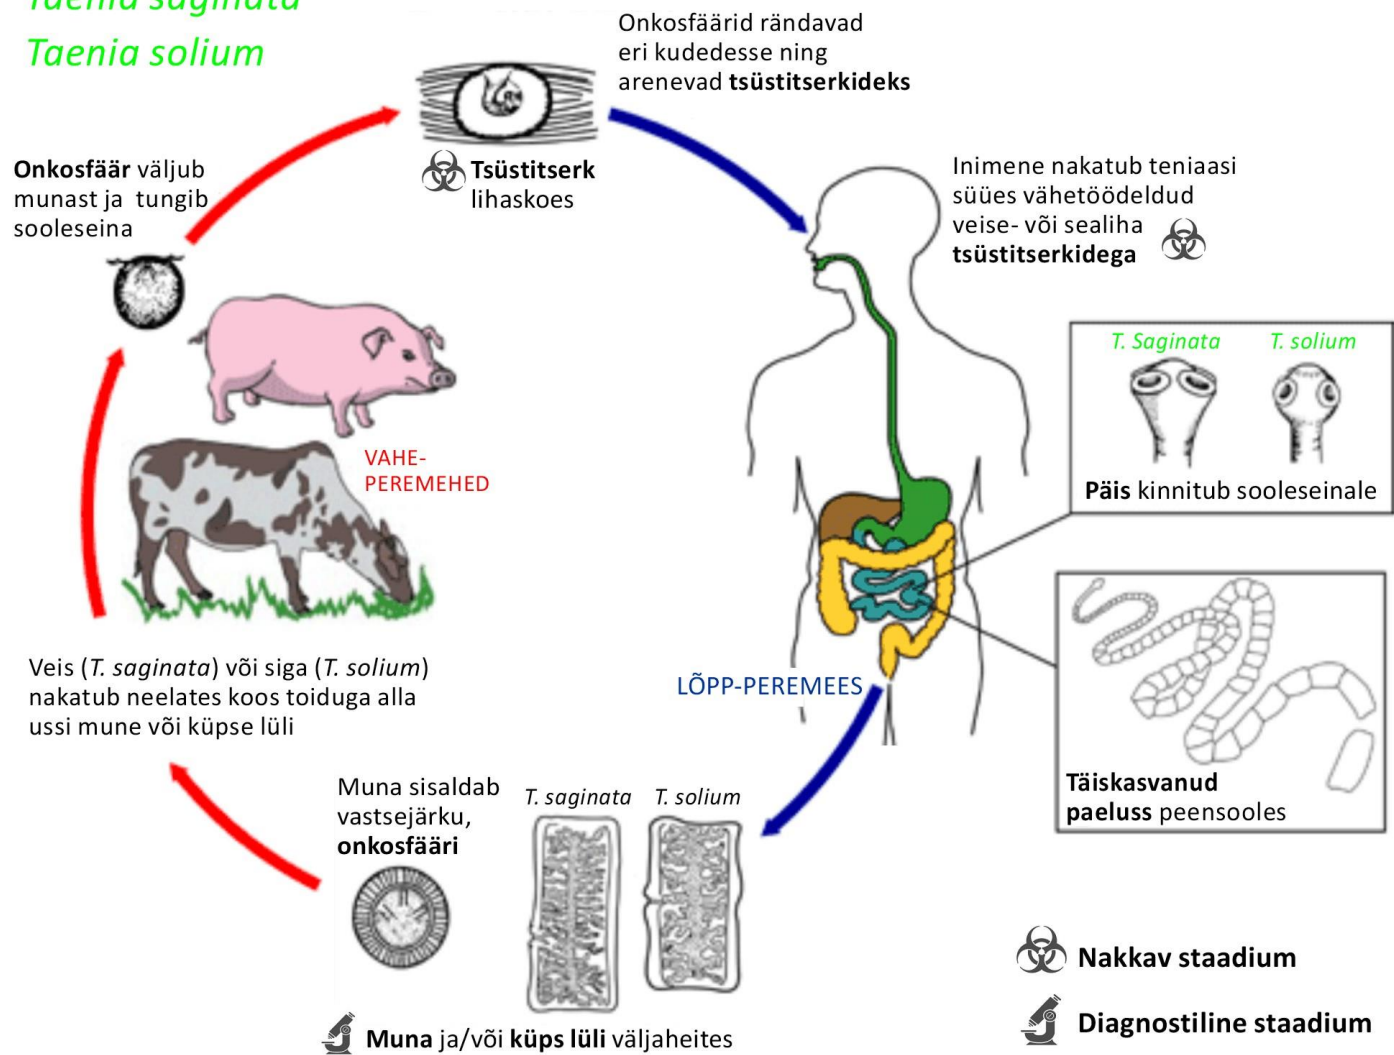 Taenia saginata
Taenia solium
Onkosfäärid rändavad
eri kudedesse ning
arenevad tsüstitserkideks
Onkosfäär väljub
munast ja tungib
sooleseina
Tsüstitserk
lihaskoes
Inimene nakatub teniaasi
süües vähetöödeldud
veise- või sealiha
tsüstitserkidega
T. Saginata
T. solium
Päis kinnitub sooleseinale
VAHE-
PEREMEHED
Veis (T. saginata) või siga (T. solium)
nakatub neelates koos toiduga alla
ussi mune või küpse lüli
LÕPP-PEREMEES
Täiskasvanud
paeluss peensooles
Muna sisaldab
vastsejärku,
onkosfääri
T. saginata
T. solium
Muna ja/või küps lüli väljaheites
Nakkav staadium
Diagnostiline staadium